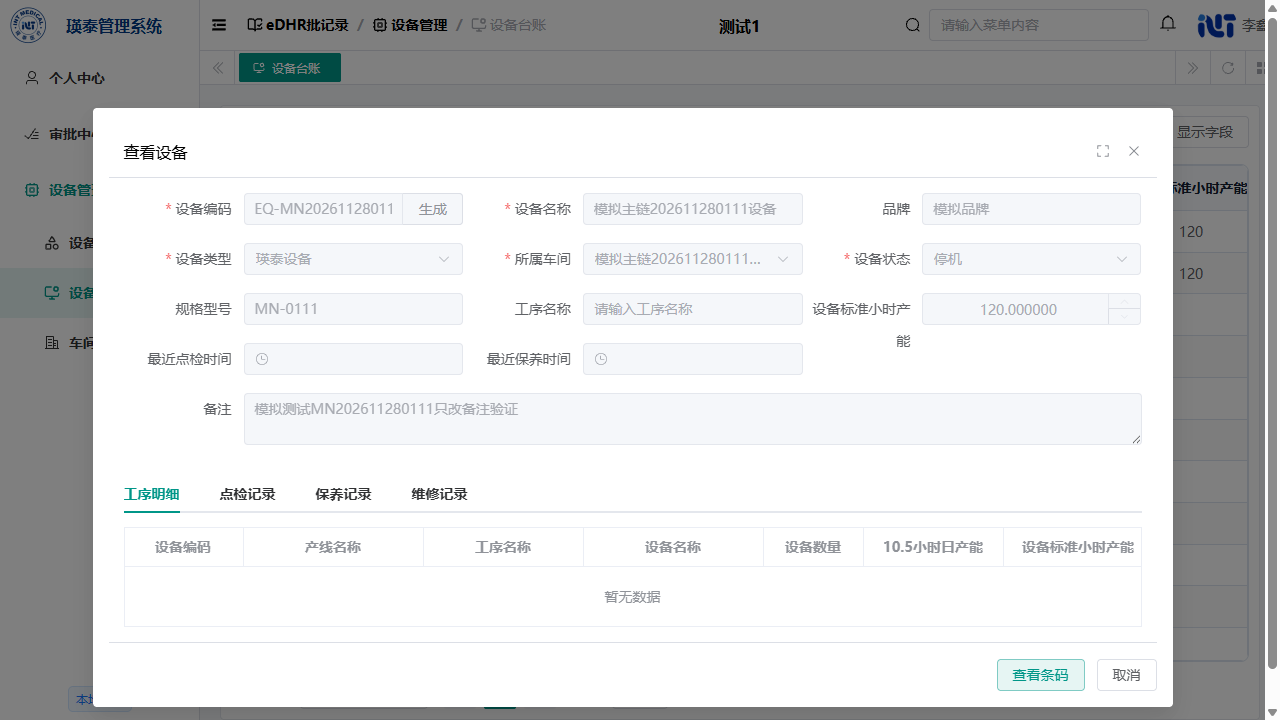 瑛泰管理系统
eDHR批记录 / 设备管理 / 设备台账
测试1
请输入菜单内容
设备台账
个人中心
审批中
设备管
设备
设备
车间
显示字段
标准小时产能
120
120
查看设备
* 设备编码 EQ-MN20261128011 生成
* 设备名称 模拟主链202611280111设备
品牌 模拟品牌
* 设备类型 瑛泰设备
* 所属车间 模拟主链202611280111...
* 设备状态 停机
规格型号 MN-0111
工序名称 请输入工序名称
设备标准小时产能 120.000000
最近点检时间
最近保养时间
备注 模拟测试MN202611280111只改备注验证
工序明细 点检记录 保养记录 维修记录
设备编码 产线名称 工序名称 设备名称 设备数量 10.5小时日产能 设备标准小时产能
暂无数据
查看条码 取消